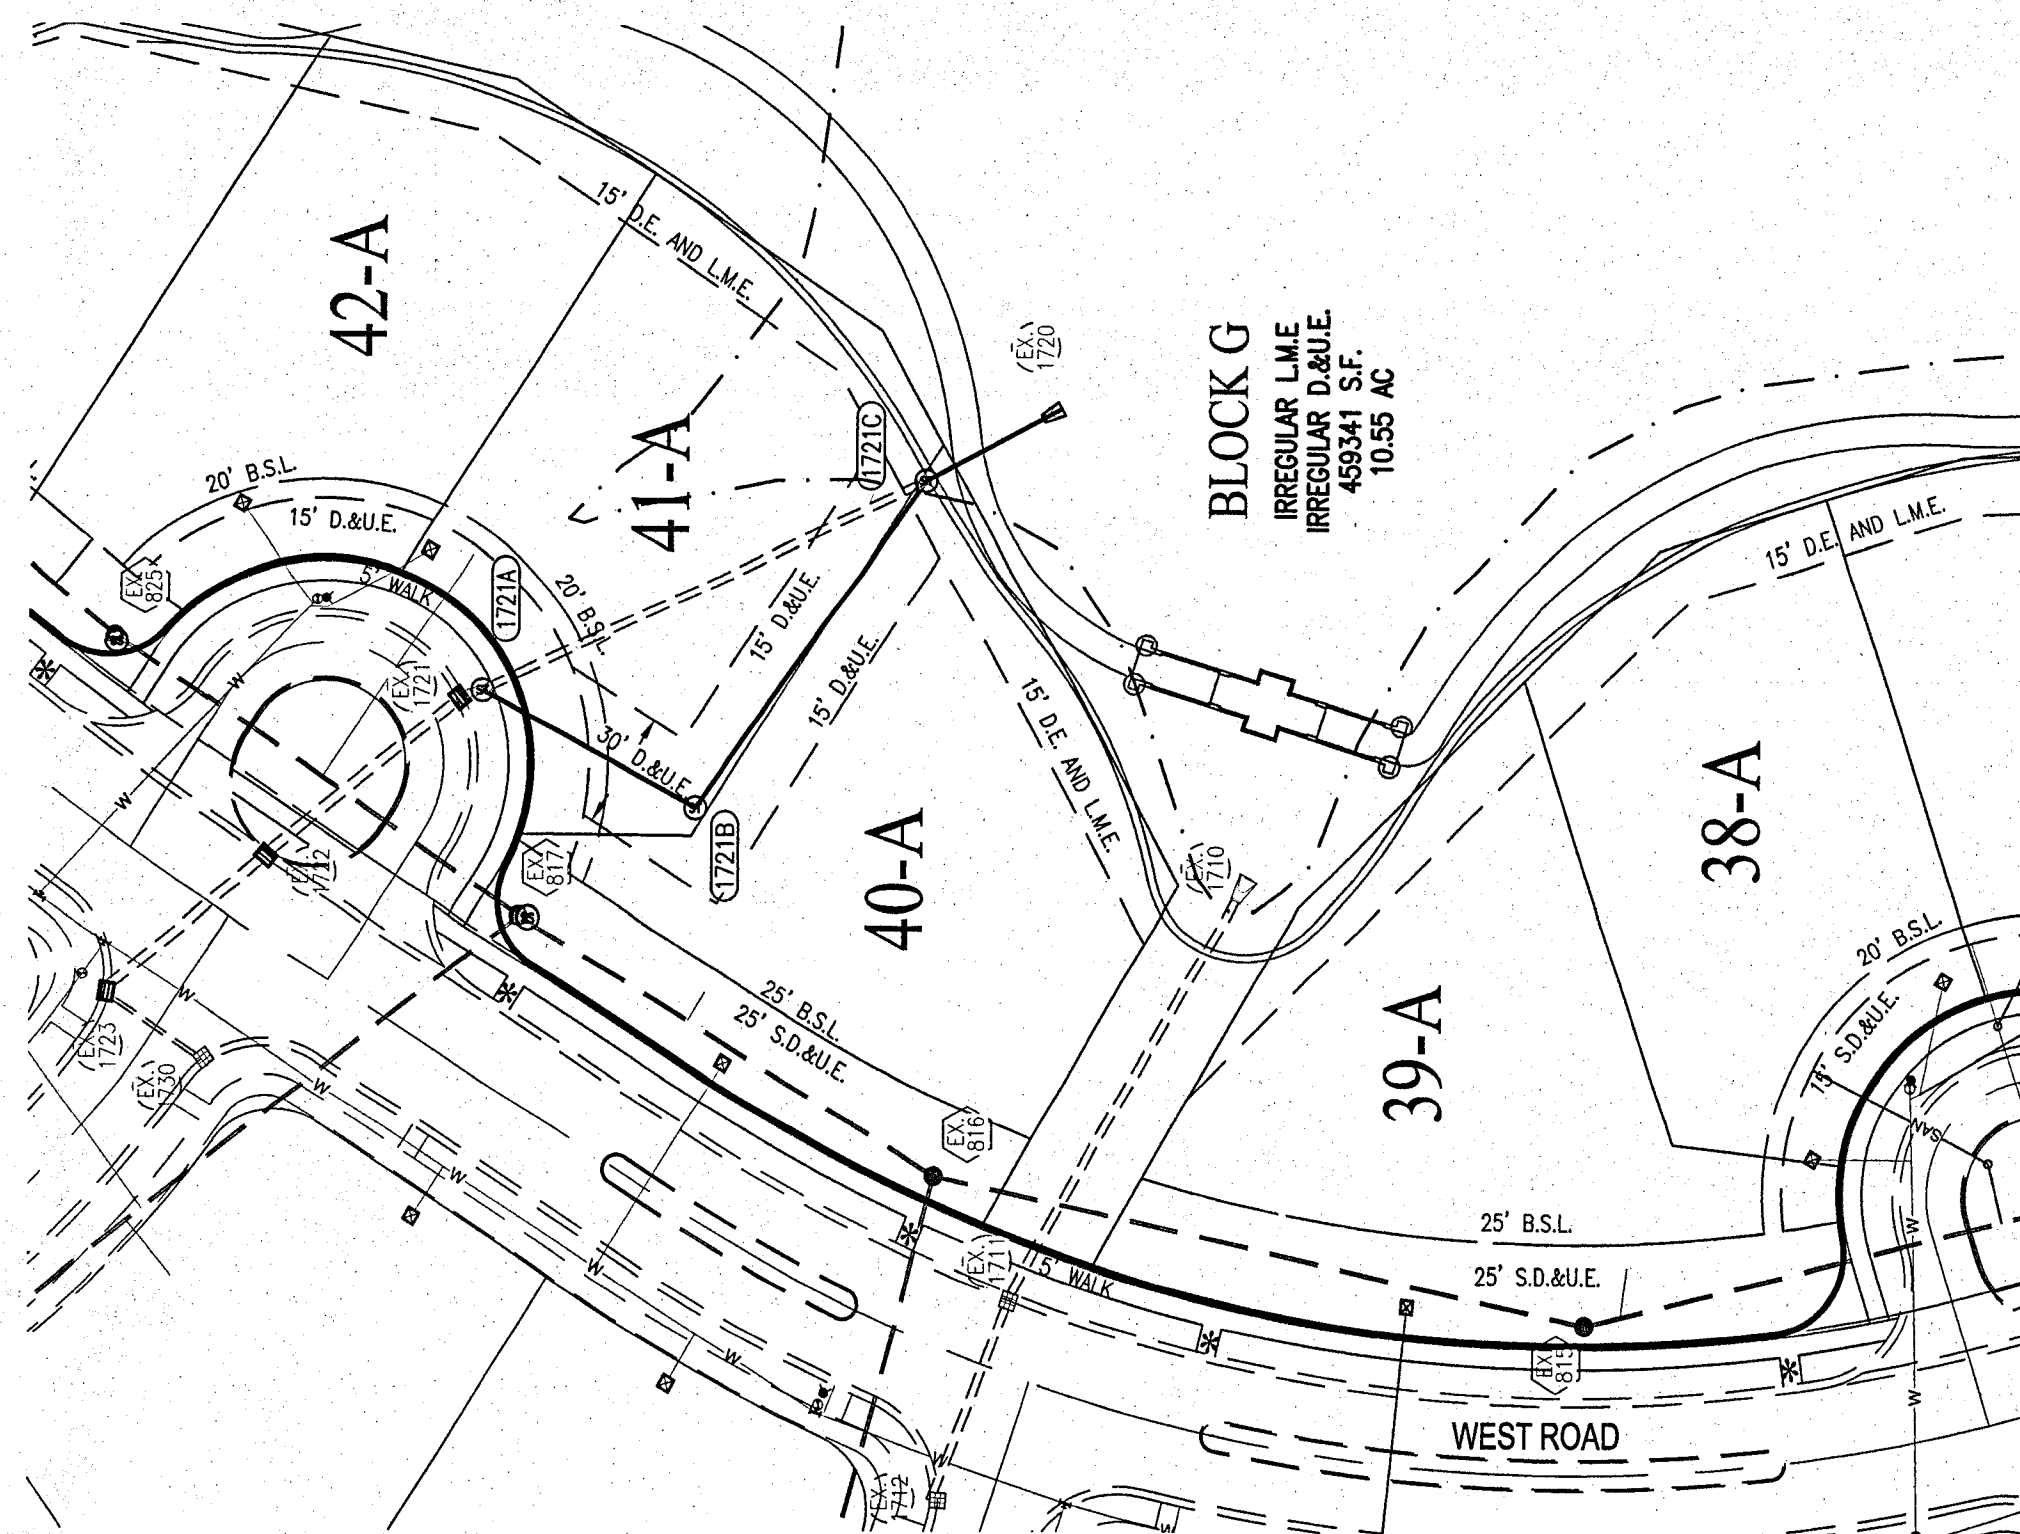 42-A
15' D.E. AND L.M.E.
20' B.S.L.
15' D.&U.E.
5' WALK
EX.
825
41-A
1721C
(EX.)
1720
BLOCK G
IRREGULAR L.M.E
IRREGULAR D.&U.E.
459341 S.F.
10.55 AC
1721A
20' B.S.L.
(EX.)
1721
15' D.&U.E.
15' D.&U.E.
30' D.&U.E.
1721B
15' D.E. AND L.M.E.
15' D.E. AND L.M.E.
EX.
817
(EX.)
1722
40-A
(EX.)
1710
38-A
20' B.S.L.
15' S.D.&U.E.
SAN
39-A
25' B.S.L.
25' S.D.&U.E.
(EX.)
1723
(EX.)
1730
EX.
816
(EX.)
1711
5' WALK
25' B.S.L.
25' S.D.&U.E.
EX.
815
WEST ROAD
(EX.)
1712
W
W
W
W
W
W
W
W
W
W
W